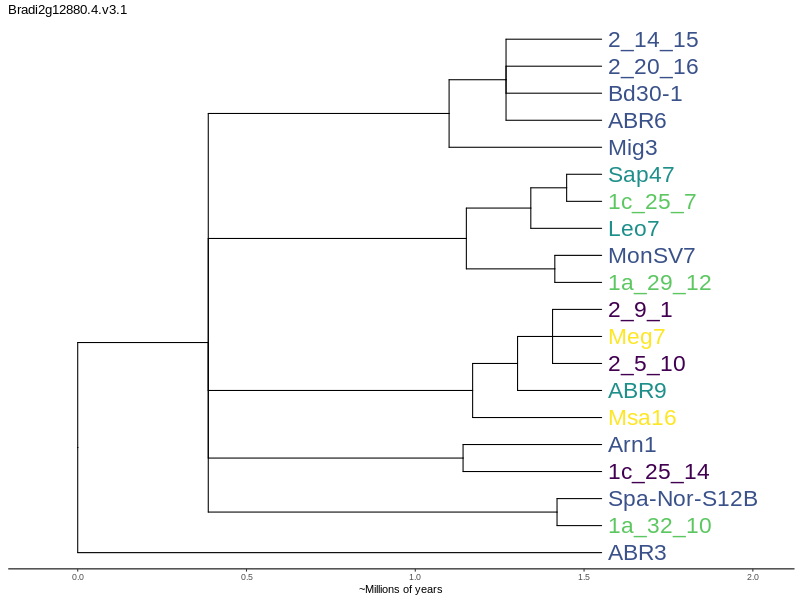 Bradi2g12880.4.v3.1
2_14_15
2_20_16
Bd30-1
ABR6
Mig3
Sap47
1c_25_7
Leo7
MonSV7
1a_29_12
2_9_1
Meg7
2_5_10
ABR9
Msa16
Arn1
1c_25_14
Spa-Nor-S12B
1a_32_10
ABR3
0.0 0.5 1.0 1.5 2.0
~Millions of years